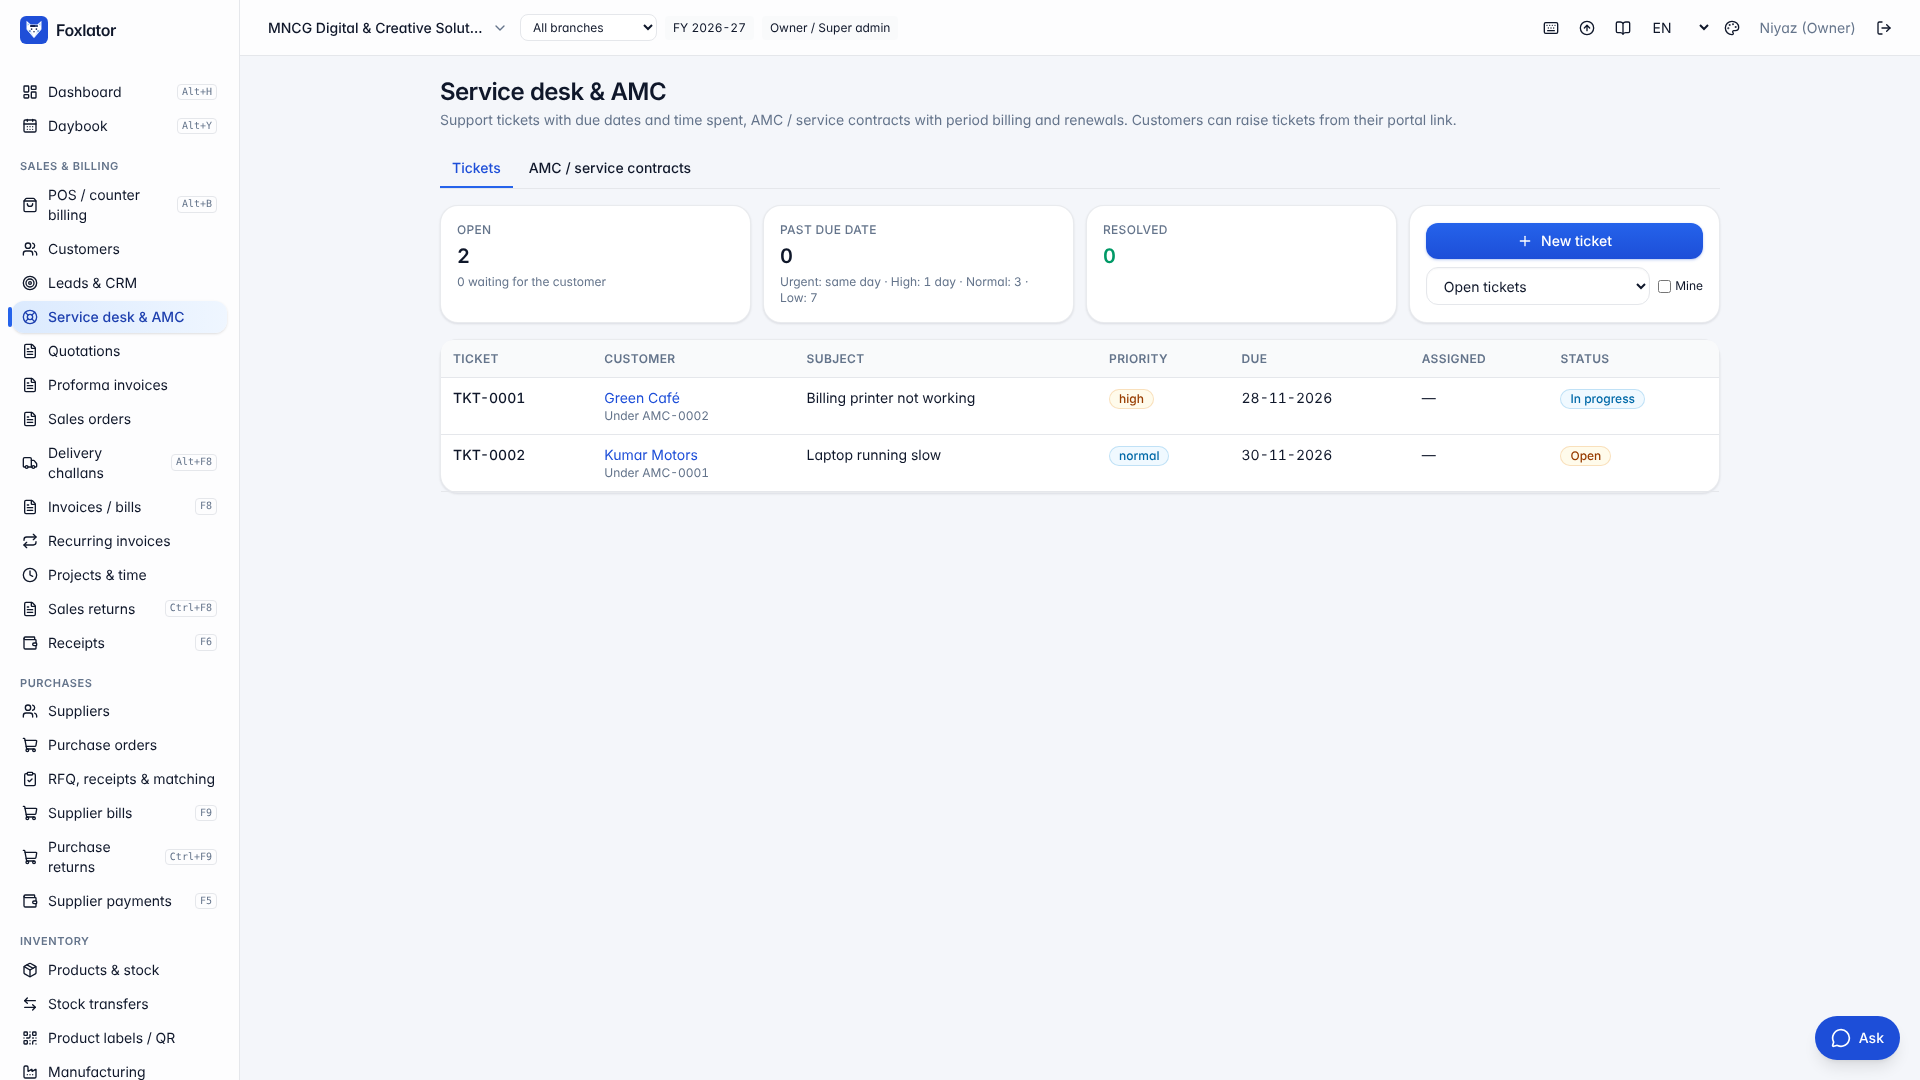 Foxlator
MNCG Digital & Creative Solut...
All branches
FY 2026-27
Owner / Super admin
EN
Niyaz (Owner)
Dashboard Alt+H
Daybook Alt+Y
SALES & BILLING
POS / counter
billing
Alt+B
Customers
Leads & CRM
Service desk & AMC
Quotations
Proforma invoices
Sales orders
Delivery
challans
Alt+F8
Invoices / bills F8
Recurring invoices
Projects & time
Sales returns Ctrl+F8
Receipts F6
PURCHASES
Suppliers
Purchase orders
RFQ, receipts & matching
Supplier bills F9
Purchase
returns
Ctrl+F9
Supplier payments F5
INVENTORY
Products & stock
Stock transfers
Product labels / QR
Manufacturing
Service desk & AMC
Support tickets with due dates and time spent, AMC / service contracts with period billing and renewals. Customers can raise tickets from their portal link.
Tickets
AMC / service contracts
OPEN
2
0 waiting for the customer
PAST DUE DATE
0
Urgent: same day · High: 1 day · Normal: 3 ·
Low: 7
RESOLVED
0
+ New ticket
Open tickets
Mine
TICKET CUSTOMER SUBJECT PRIORITY DUE ASSIGNED STATUS
TKT-0001 Green Café Billing printer not working high 28-11-2026 — In progress
Under AMC-0002
TKT-0002 Kumar Motors Laptop running slow normal 30-11-2026 — Open
Under AMC-0001
Ask